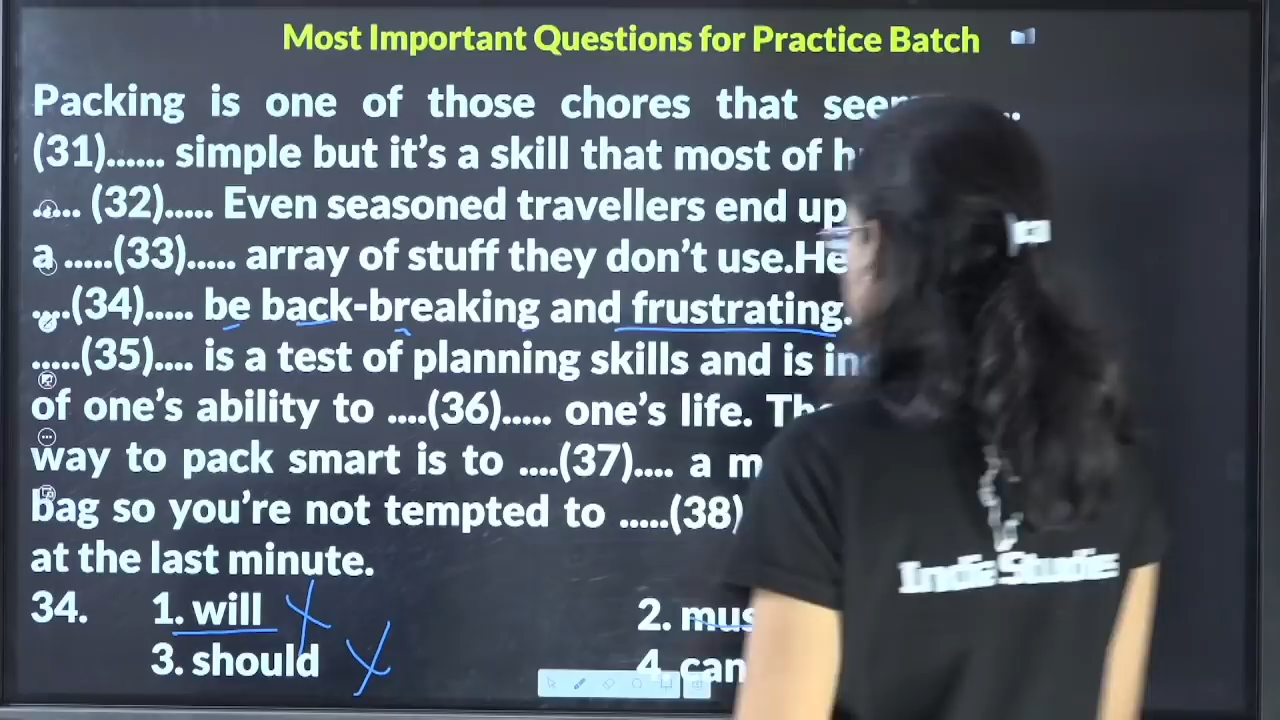 Most Important Questions for Practice Batch
Packing is one of those chores that
(31)...... simple but it's a skill that most of
..... (32)..... Even seasoned travellers end up
a .....(33)..... array of stuff they don't use.
....(34)..... be back-breaking and frustrating.
.....(35).... is a test of planning skills and is
of one's ability to ....(36)..... one's life.
way to pack smart is to ....(37).... a
bag so you're not tempted to .....(38)
at the last minute.
34. 1. will 2.
3. should 4. can
India Studies